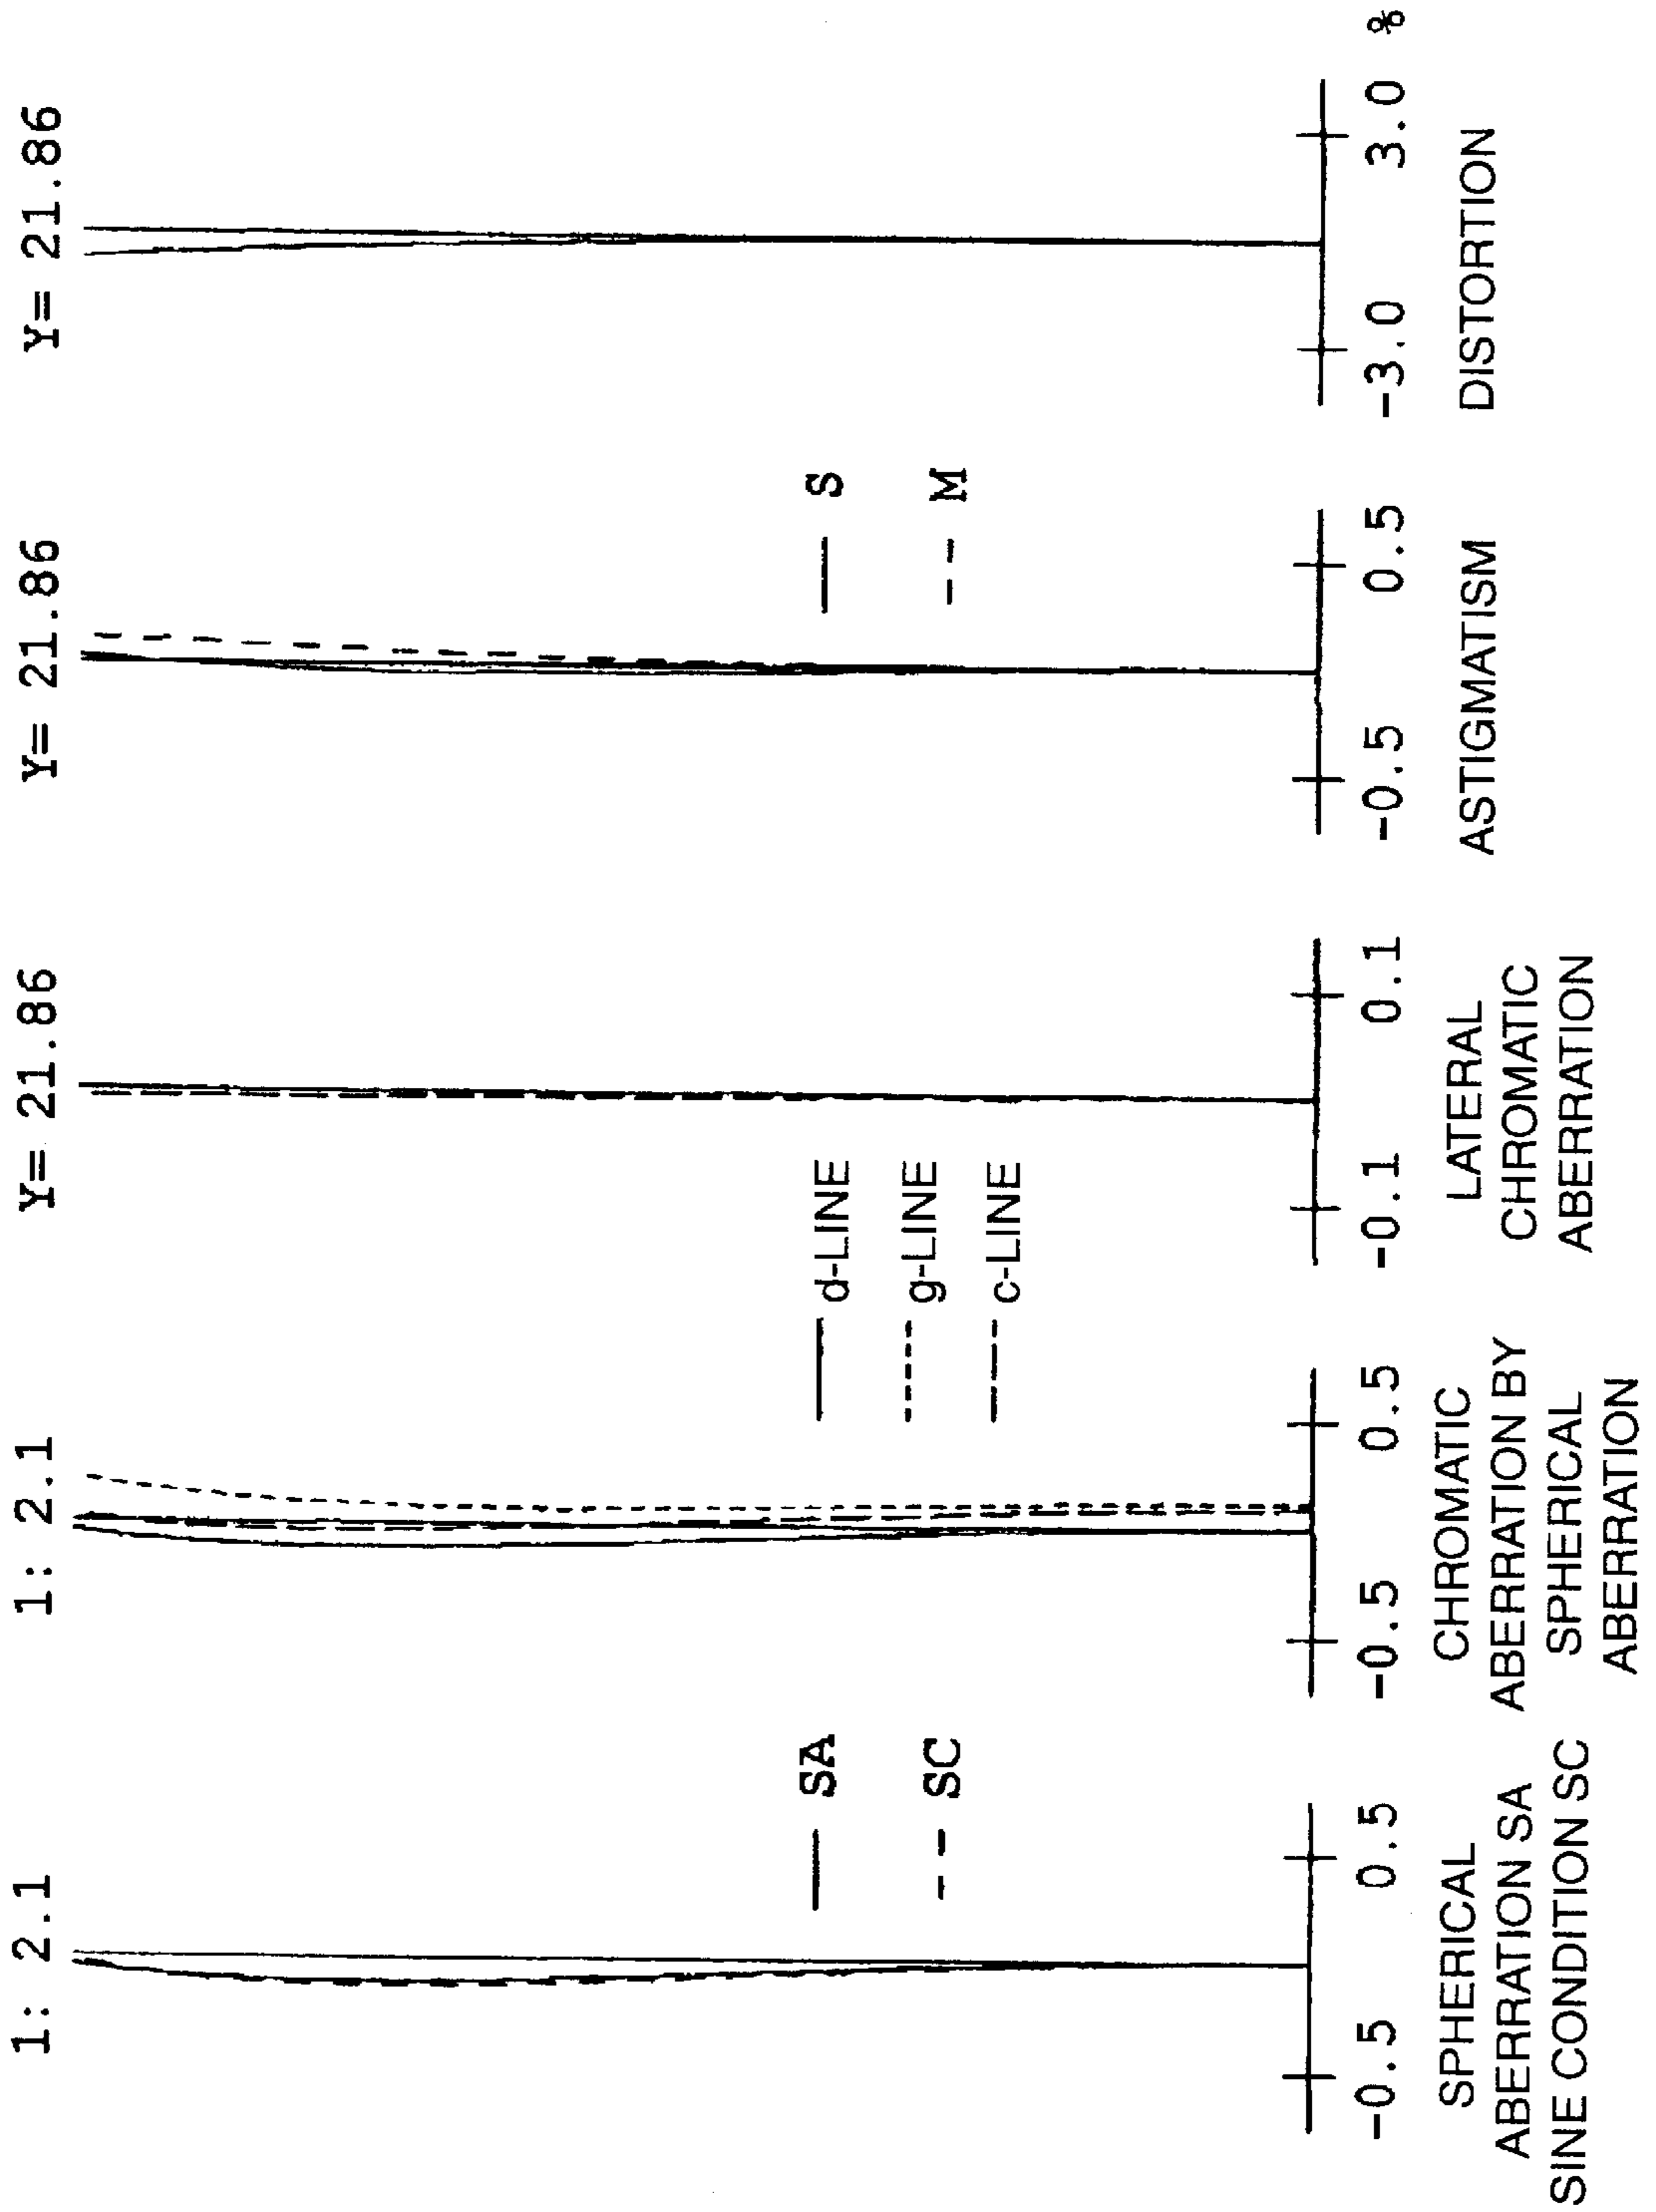 1: 2.1
SA
SC
-0.5
0.5
SPHERICAL
ABERRATION SA
SINE CONDITION SC
1: 2.1
d-LINE
g-LINE
c-LINE
-0.5
0.5
CHROMATIC
ABERRATION BY
SPHERICAL
ABERRATION
Y= 21.86
-0.1
0.1
LATERAL
CHROMATIC
ABERRATION
Y= 21.86
S
M
-0.5
0.5
ASTIGMATISM
Y= 21.86
-3.0
3.0 %
DISTORTION